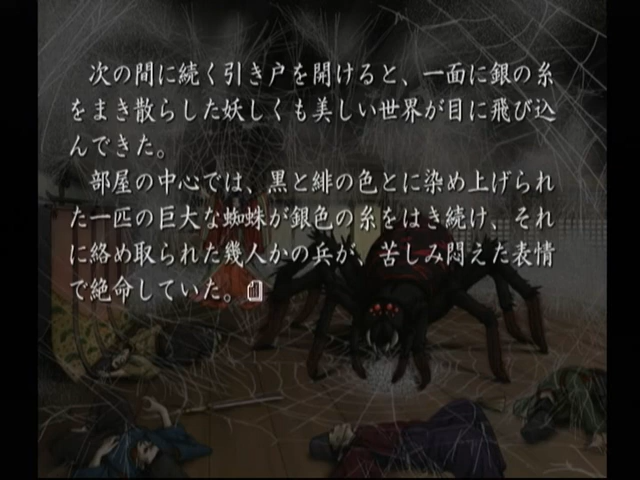 次の間に続く引き戸を開けると、一面に銀の糸
をまき散らした妖しくも美しい世界が目に飛び込
んできた。
部屋の中心では、黒と緋の色とに染め上げられ
た一匹の巨大な蜘蛛が銀色の糸をはき続け、それ
に絡め取られた幾人かの兵が、苦しみ悶えた表情
で絶命していた。